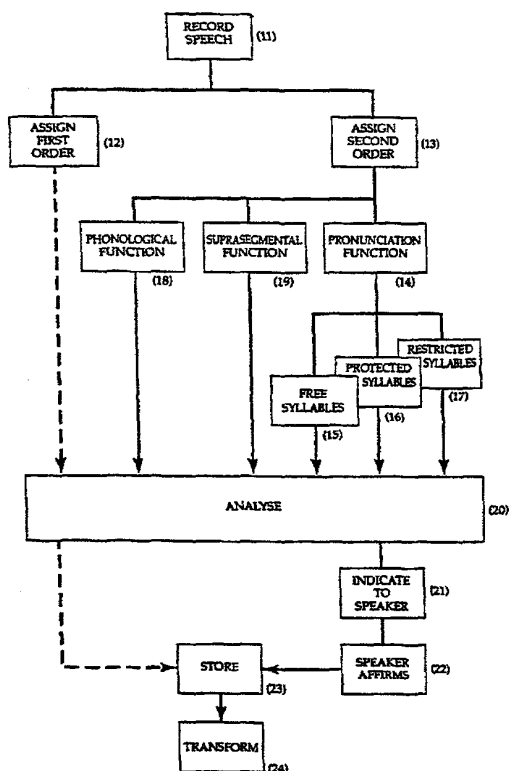 RECORD
SPEECH
(11)
ASSIGN
FIRST
ORDER
(12)
ASSIGN
SECOND
ORDER
(13)
PHONOLOGICAL
FUNCTION
(18)
SUPRASEGMENTAL
FUNCTION
(19)
PRONUNCIATION
FUNCTION
(14)
RESTRICTED
SYLLABLES
(17)
PROTECTED
SYLLABLES
(16)
FREE
SYLLABLES
(15)
ANALYSE
(20)
INDICATE
TO
SPEAKER
(21)
STORE
(23)
SPEAKER
AFFIRMS
(22)
TRANSFORM
(24)